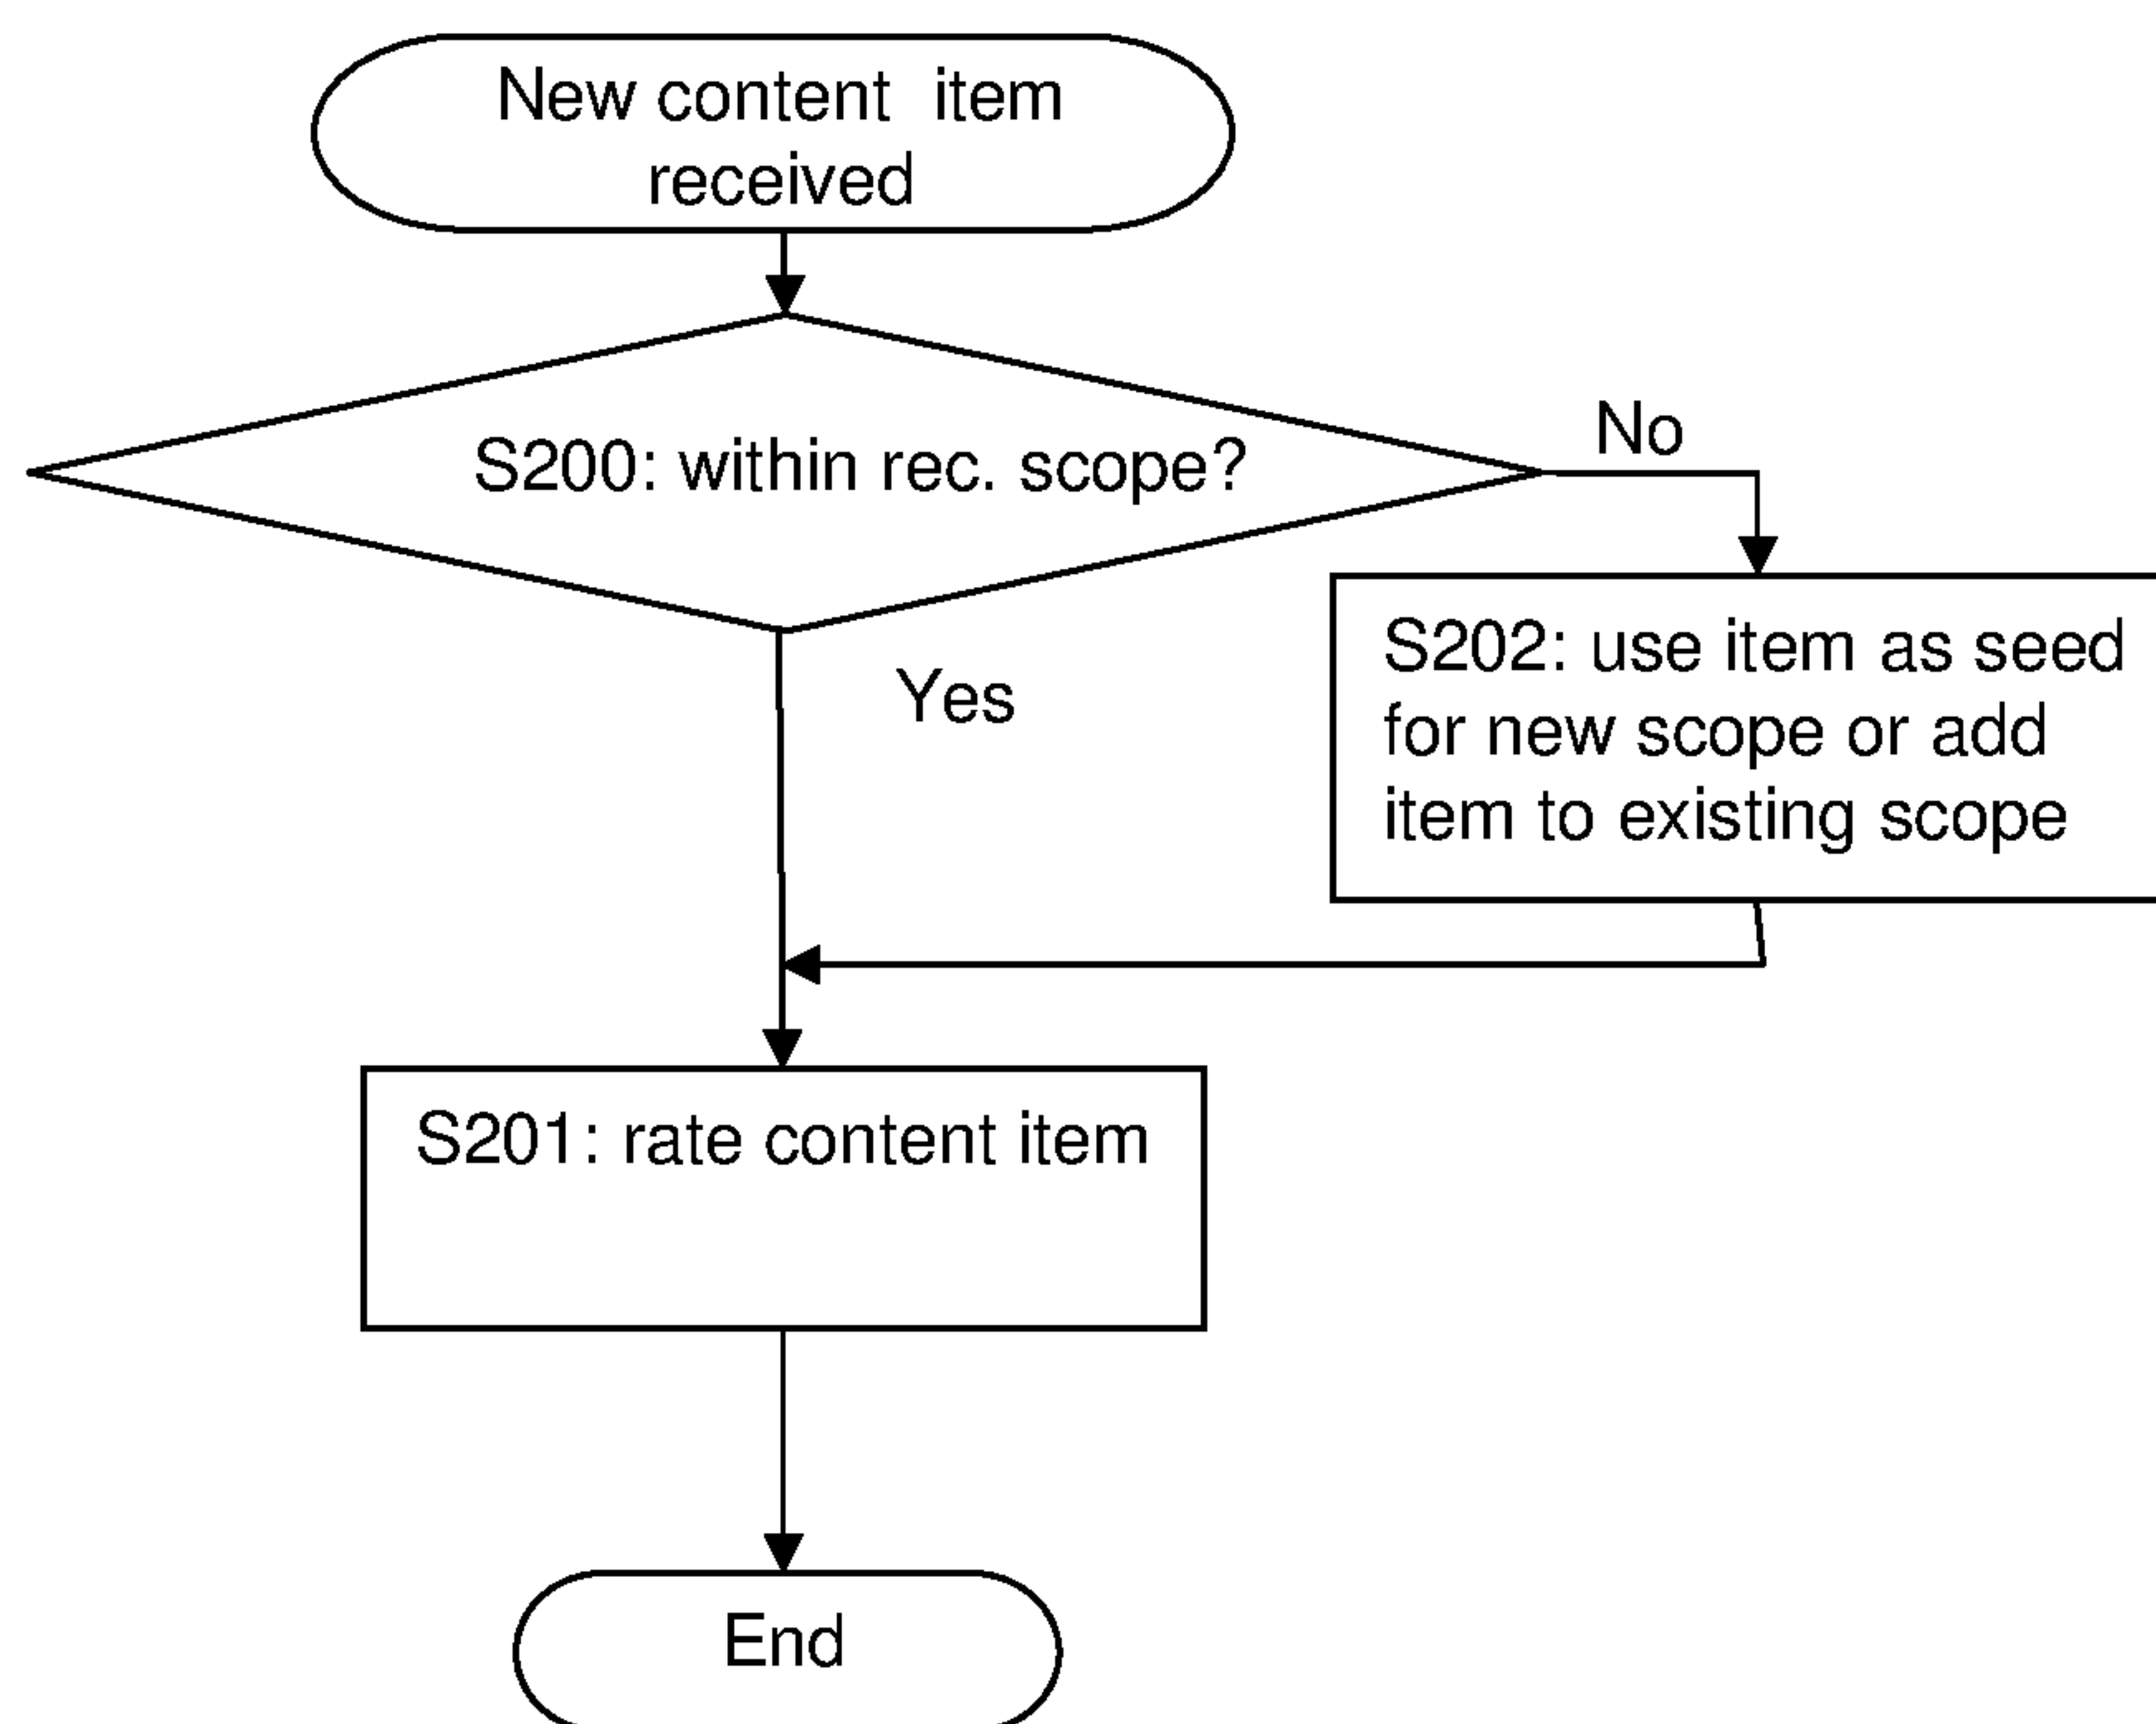 New content item
received
S200: within rec. scope?
No
S202: use item as seed
for new scope or add
item to existing scope
Yes
S201: rate content item
End